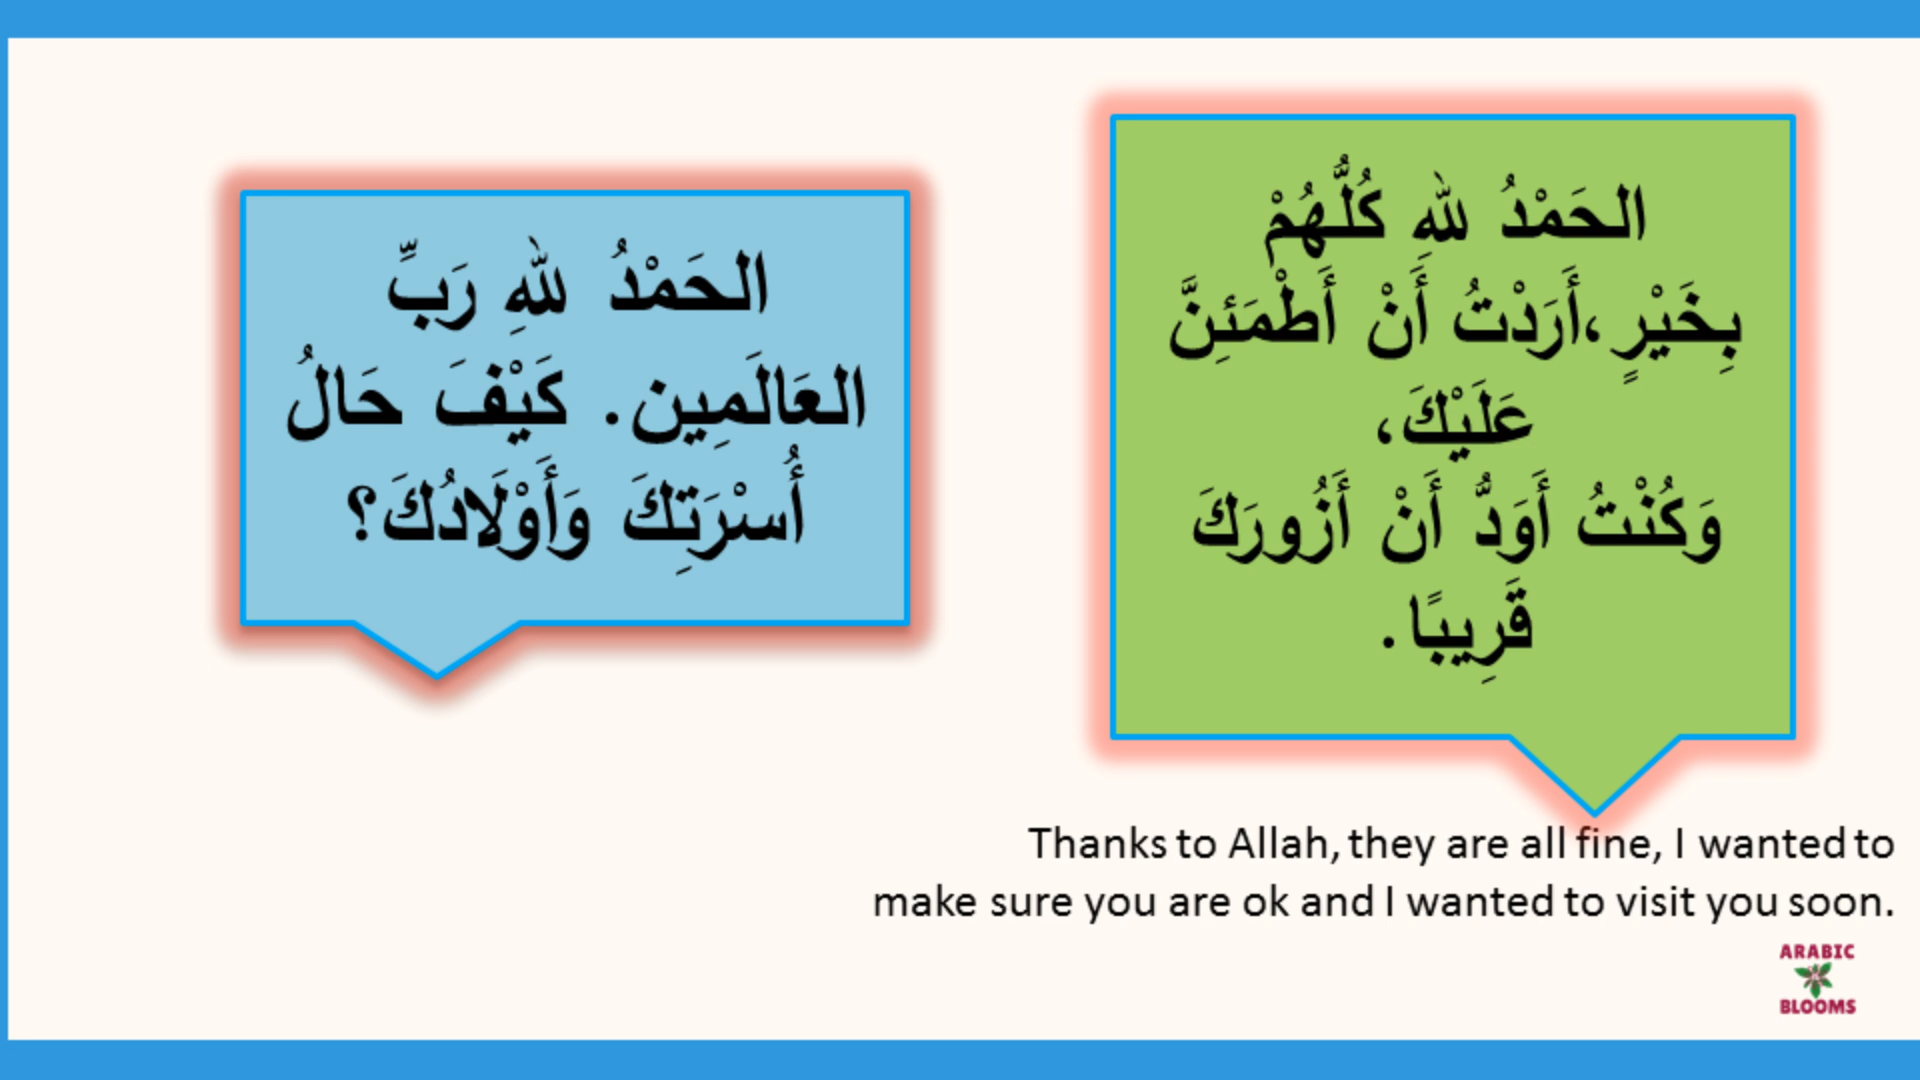 الحَمْدُ للهِ رَبِّ
العَالَمِين. كَيْفَ حَالُ
أُسْرَتِكَ وَأَوْلَادُكَ؟
الحَمْدُ للهِ كُلُّهُمْ
بِخَيْرٍ،أَرَدْتُ أَنْ أَطْمَئِنَّ
عَلَيْكَ،
وَكُنْتُ أَوَدُّ أَنْ أَزُورَكَ
قَرِيبًا.
Thanks to Allah, they are all fine, I wanted to
make sure you are ok and I wanted to visit you soon.
ARABIC
BLOOMS